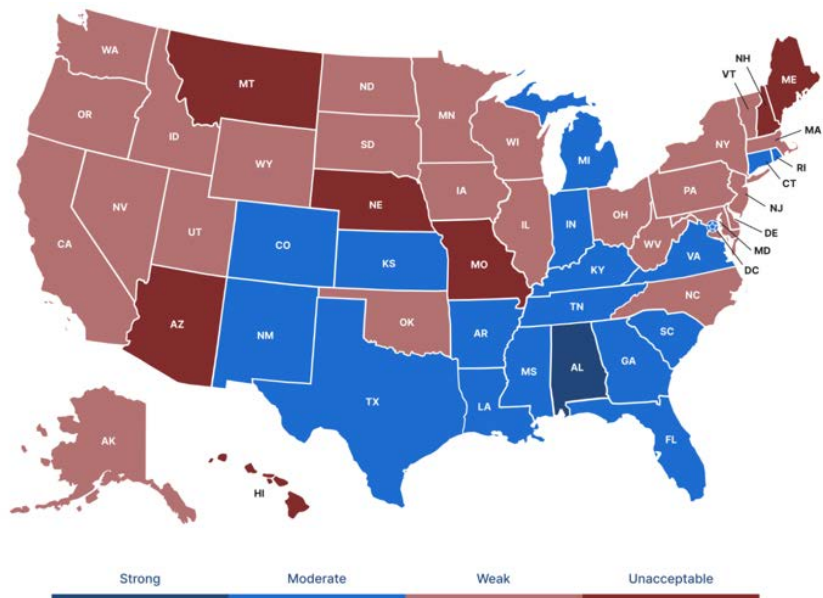 WA
MT
ND
MN
OR
ID
WY
SD
WI
MI
NY
VT
NH
ME
MA
RI
CT
NJ
PA
DE
MD
DC
NV
UT
CA
CO
NE
IA
IL
IN
OH
WV
VA
KS
MO
KY
NC
TN
AZ
NM
OK
AR
SC
TX
LA
MS
AL
GA
FL
AK
HI
Strong
Moderate
Weak
Unacceptable